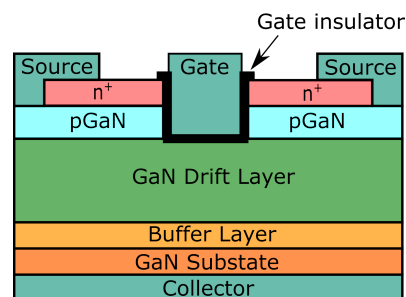 Gate insulator
Source Gate Source
n+ n+
pGaN pGaN
GaN Drift Layer
Buffer Layer
GaN Substate
Collector